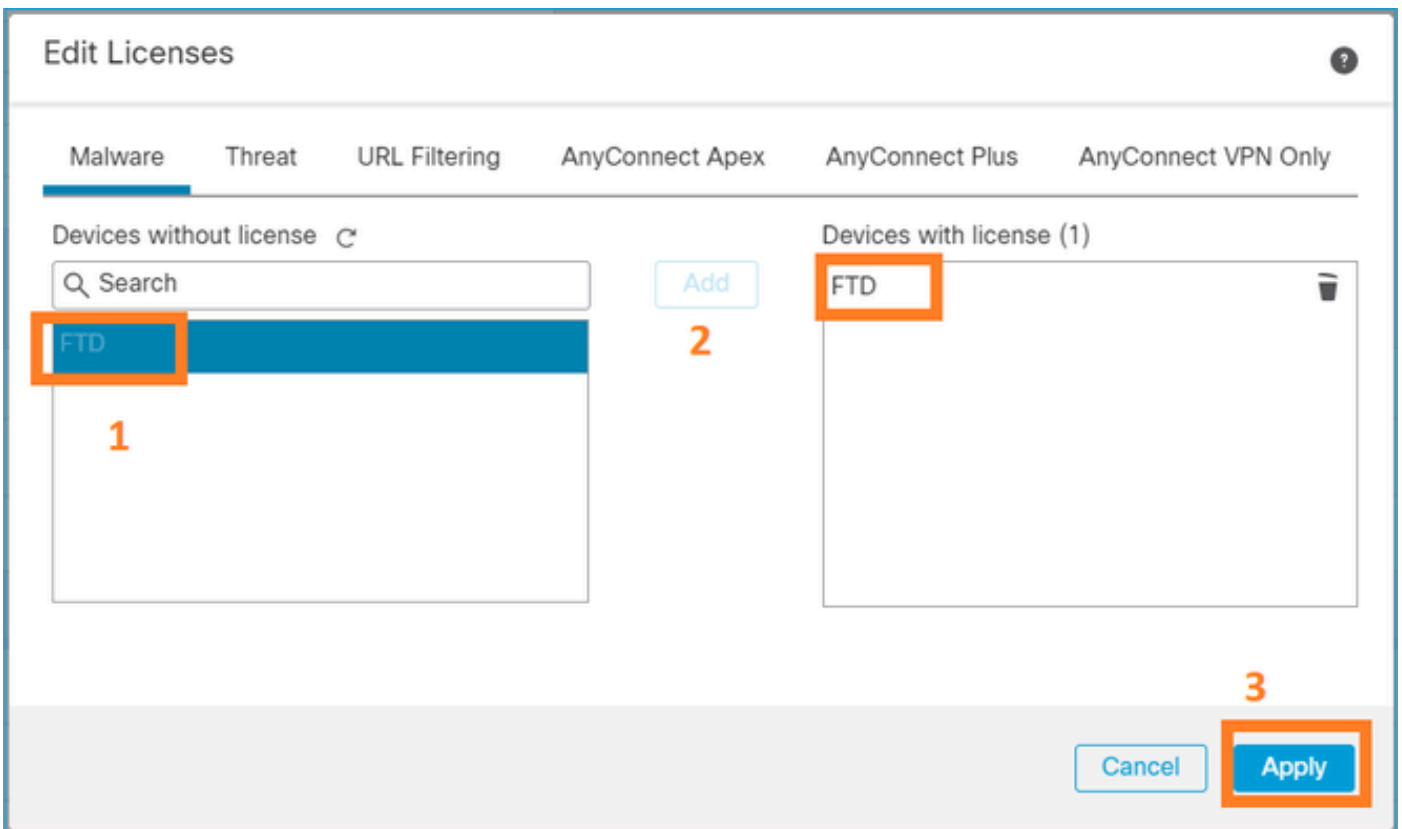 Edit Licenses
?
Malware Threat URL Filtering AnyConnect Apex AnyConnect Plus AnyConnect VPN Only
Devices without license
Devices with license (1)
Search
Add
FTD
FTD
2
1
3
Cancel
Apply